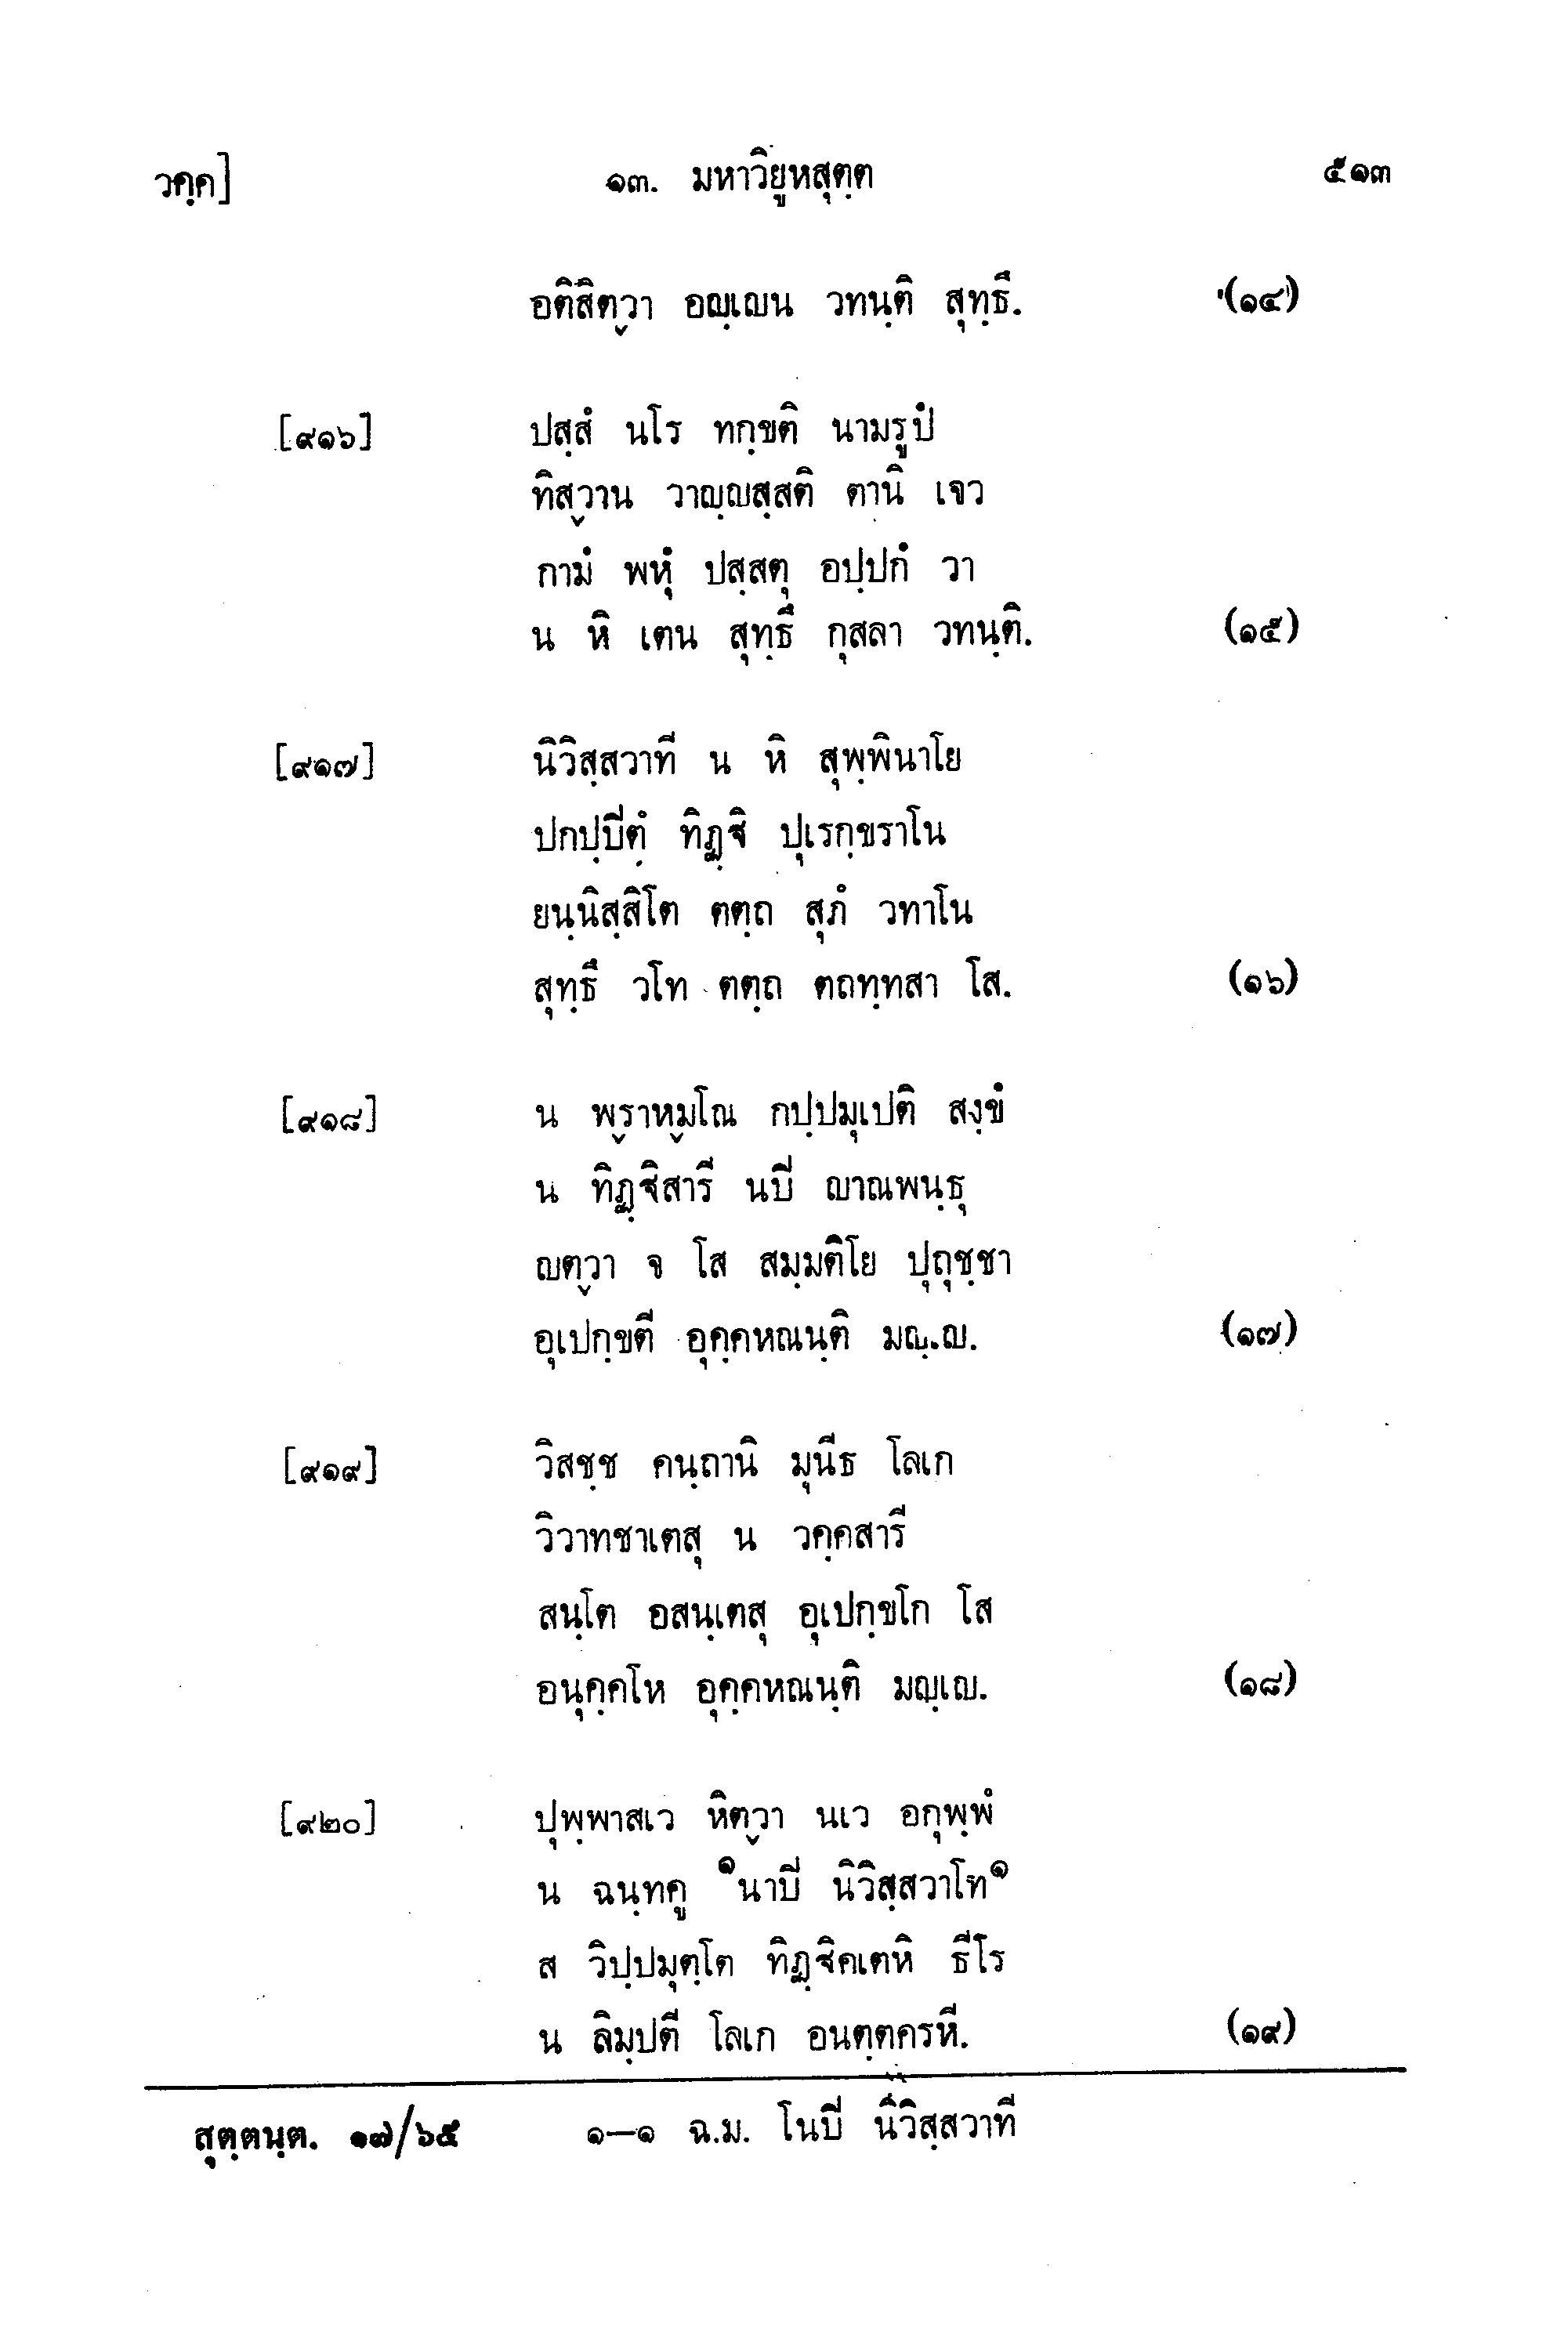 วคฺค] ๑๓. มหาวิยูหสุตฺต ๕๑๓
อติสิตฺวา อญฺเญน วทนฺติ สุทฺธึ. (๑๔)
[๙๑๖] ปสฺสํ นโร ทกฺขติ นามรูปํ
ทิสฺวาน วาญฺญสฺสติ ตานิ เจว
กามํ พหุํ ปสฺสตุ อปฺปกํ วา
น หิ เตน สุทฺธึ กุสลา วทนฺติ. (๑๕)
[๙๑๗] นิวิสฺสวาที น หิ สุพฺพินาโย
ปกปฺปิตํ ทิฏฺฐิ ปุเรกฺขราโน
ยนฺนิสฺสิโต ตตฺถ สุภํ วทาโน
สุทฺธึ วโท ตตฺถ ตถทฺทสา โส. (๑๖)
[๙๑๘] น พฺราหฺมโณ กปฺปมุเปติ สงฺขํ
น ทิฏฺฐิสารี นปิ ญาณพนฺธุ
ญตฺวา จ โส สมฺมติโย ปุถุชฺชา
อุเปกฺขตี อุคฺคหณนฺติ มญฺ.ญ. (๑๗)
[๙๑๙] วิสชฺช คนฺถานิ มุนีธ โลเก
วิวาทชาเตสุ น วคฺคสารี
สนฺโต อสนฺเตสุ อุเปกฺขโก โส
อนุคฺคโห อุคฺคหณนฺติ มญฺเญ. (๑๘)
[๙๒๐] ปุพฺพาสเว หิตฺวา นเว อกุพฺพํ
น ฉนฺทคู ๑นาปิ นิวิสฺสวาโท๑
ส วิปฺปมุตฺโต ทิฏฺฐิคเตหิ ธีโร
น ลิมฺปตี โลเก อนตฺตครหี. (๑๙)
สุตฺตนฺต. ๑๗/๖๕ ๑—๑ ฉ.ม. โนปิ นิวิสฺสวาที